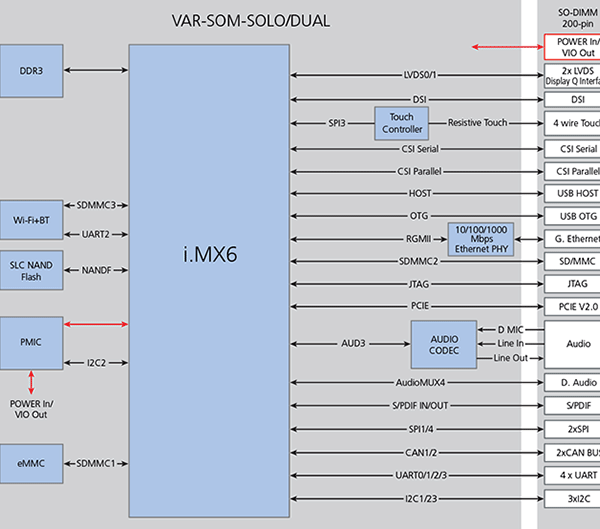 VAR-SOM-SOLO/DUAL
SO-DIMM
200-pin
POWER In/
VIO Out
DDR3
LVDS0/1
2x LVDS
Display Q Interfa
DSI
DSI
SPI3
Touch
Controller
Resistive Touch
4 wire Touc
CSI Serial
CSI Serial
CSI Parallel
CSI Parallel
HOST
USB HOST
Wi-Fi+BT
SDMMC3
UART2
OTG
USB OTG
RGMII
10/100/1000
Mbps
Ethernet PHY
G. Ethernet
i.MX6
SLC NAND
Flash
NANDF
SDMMC2
SD/MMC
JTAG
JTAG
PCIE
PCIE V2.0
PMIC
I2C2
POWER In/
VIO Out
AUD3
AUDIO
CODEC
D MIC
Line In
Line Out
Audio
AudioMUX4
D. Audio
S/PDIF IN/OUT
S/PDIF
SPI1/4
2xSPI
eMMC
SDMMC1
CAN1/2
2xCAN BUS
UART0/1/2/3
4 x UART
I2C1/23
3xI2C